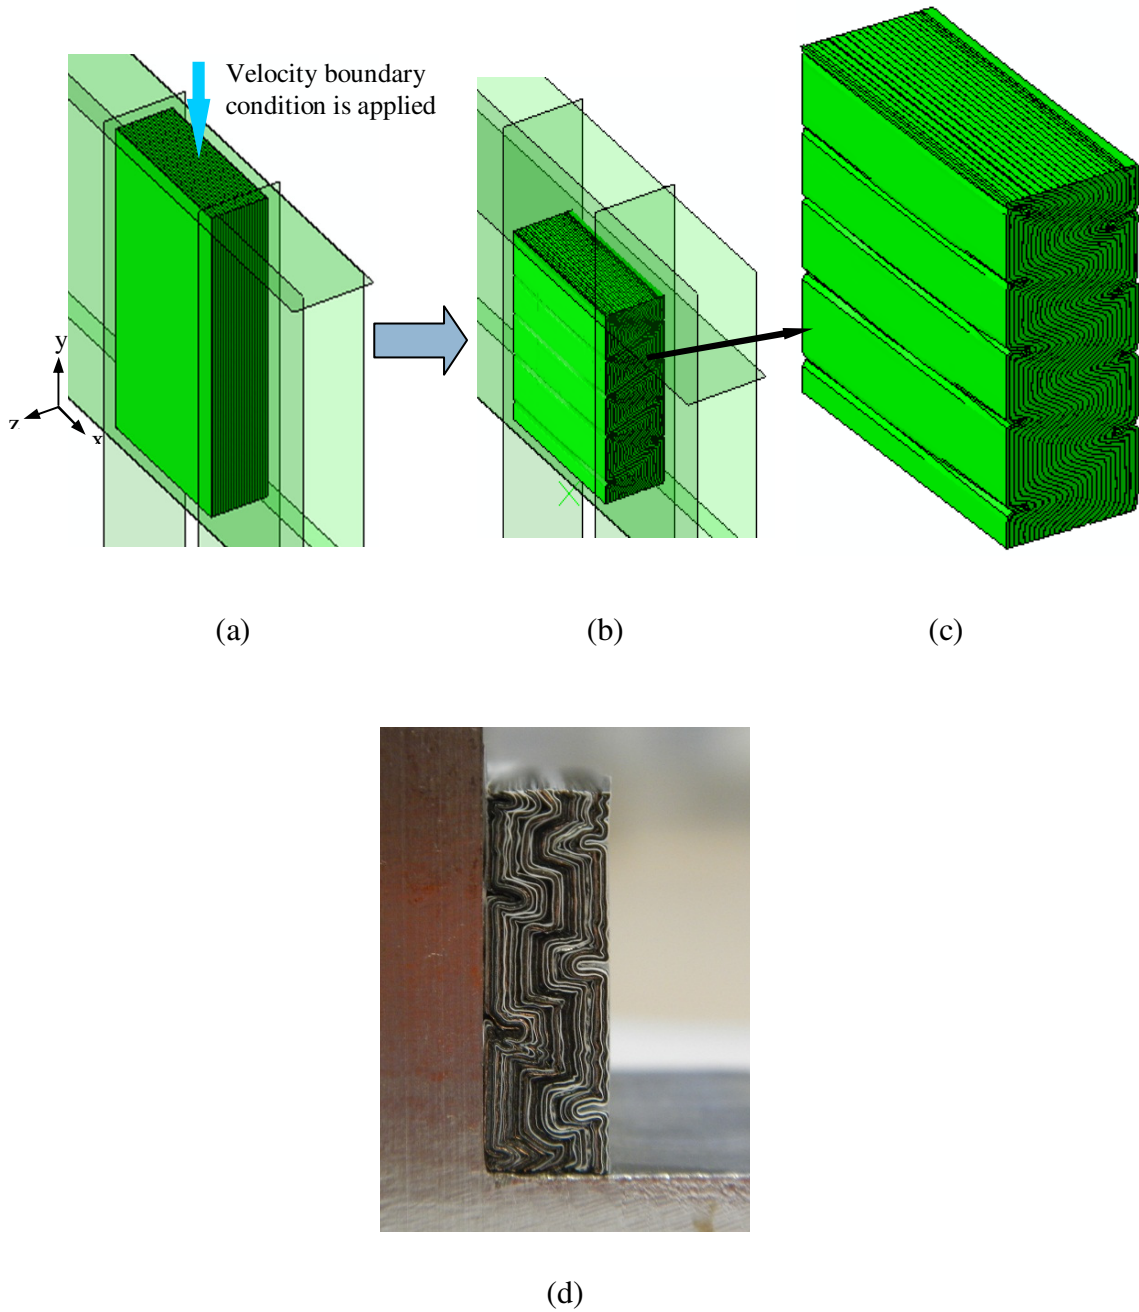 Velocity boundary
condition is applied
y
z
x
(a)
(b)
(c)
(d)